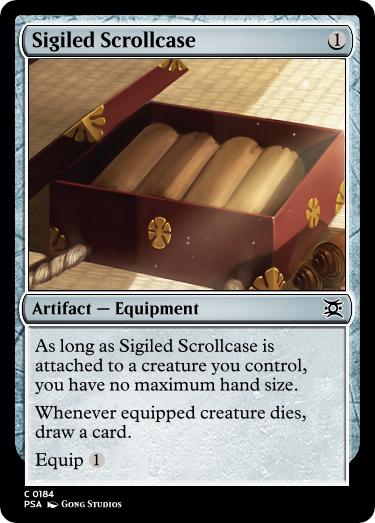 Sigiled Scrollcase 1
Artifact — Equipment
As long as Sigiled Scrollcase is
attached to a creature you control,
you have no maximum hand size.
Whenever equipped creature dies,
draw a card.
Equip 1
C 0184
PSA Gong Studios